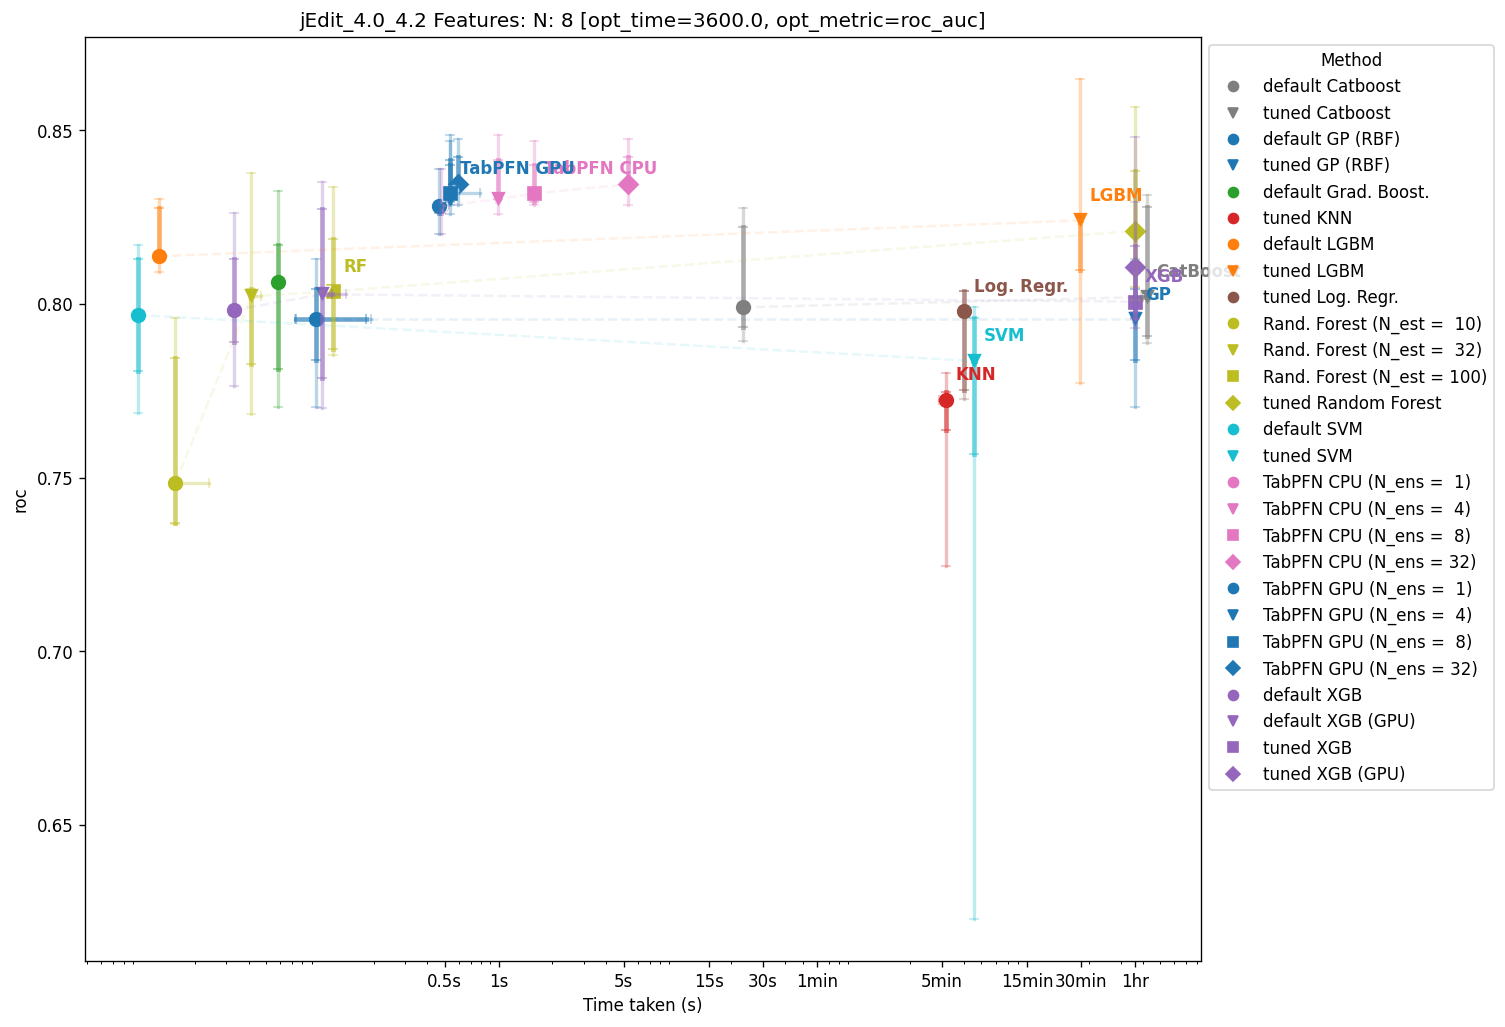 jEdit_4.0_4.2 Features: N: 8 [opt_time=3600.0, opt_metric=roc_auc]
roc
0.85
0.80
0.75
0.70
0.65
TabPFN GPU
TabPFN CPU
LGBM
RF
CatBoost
XGB
GP
Log. Regr.
SVM
KNN
0.5s
1s
5s
15s
30s
1min
5min
15min
30min
1hr
Time taken (s)
Method
default Catboost
tuned Catboost
default GP (RBF)
tuned GP (RBF)
default Grad. Boost.
tuned KNN
default LGBM
tuned LGBM
tuned Log. Regr.
Rand. Forest (N_est =  10)
Rand. Forest (N_est =  32)
Rand. Forest (N_est = 100)
tuned Random Forest
default SVM
tuned SVM
TabPFN CPU (N_ens =  1)
TabPFN CPU (N_ens =  4)
TabPFN CPU (N_ens =  8)
TabPFN CPU (N_ens = 32)
TabPFN GPU (N_ens =  1)
TabPFN GPU (N_ens =  4)
TabPFN GPU (N_ens =  8)
TabPFN GPU (N_ens = 32)
default XGB
default XGB (GPU)
tuned XGB
tuned XGB (GPU)